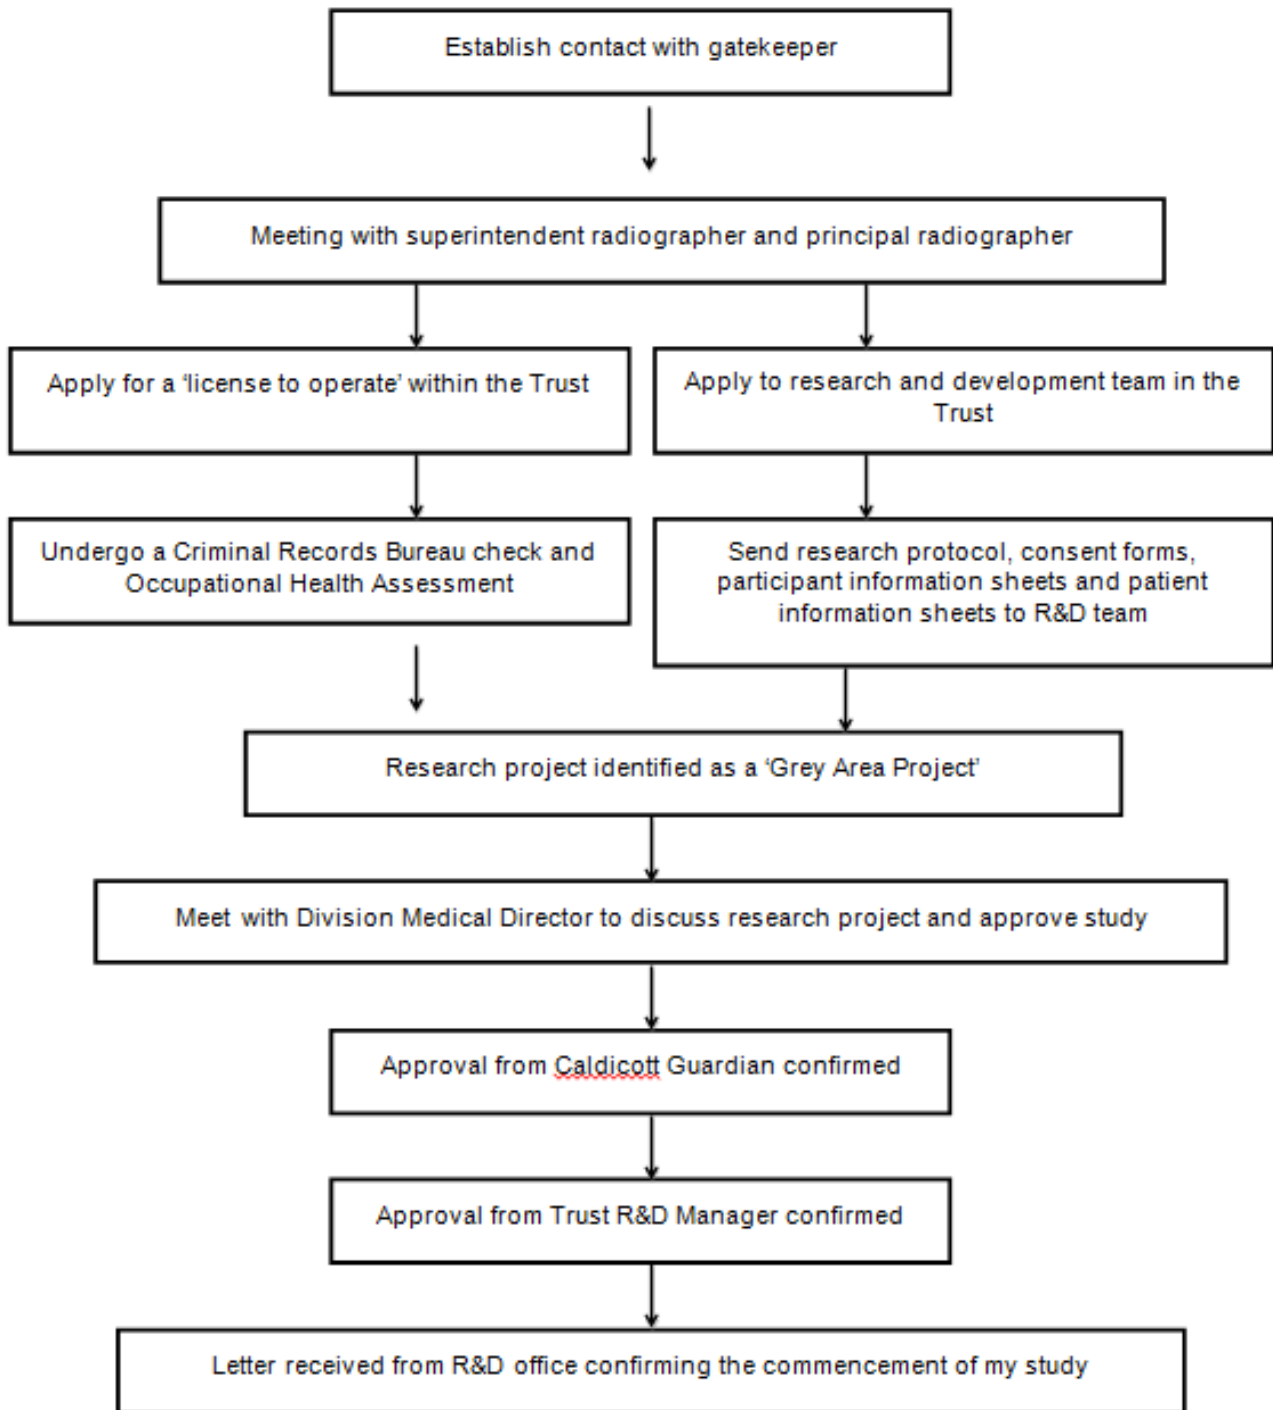 Establish contact with gatekeeper
Meeting with superintendent radiographer and principal radiographer
Apply for a ‘license to operate’ within the Trust
Apply to research and development team in the
Trust
Undergo a Criminal Records Bureau check and
Occupational Health Assessment
Send research protocol, consent forms,
participant information sheets and patient
information sheets to R&D team
Research project identified as a ‘Grey Area Project’
Meet with Division Medical Director to discuss research project and approve study
Approval from Caldicott Guardian confirmed
Approval from Trust R&D Manager confirmed
Letter received from R&D office confirming the commencement of my study